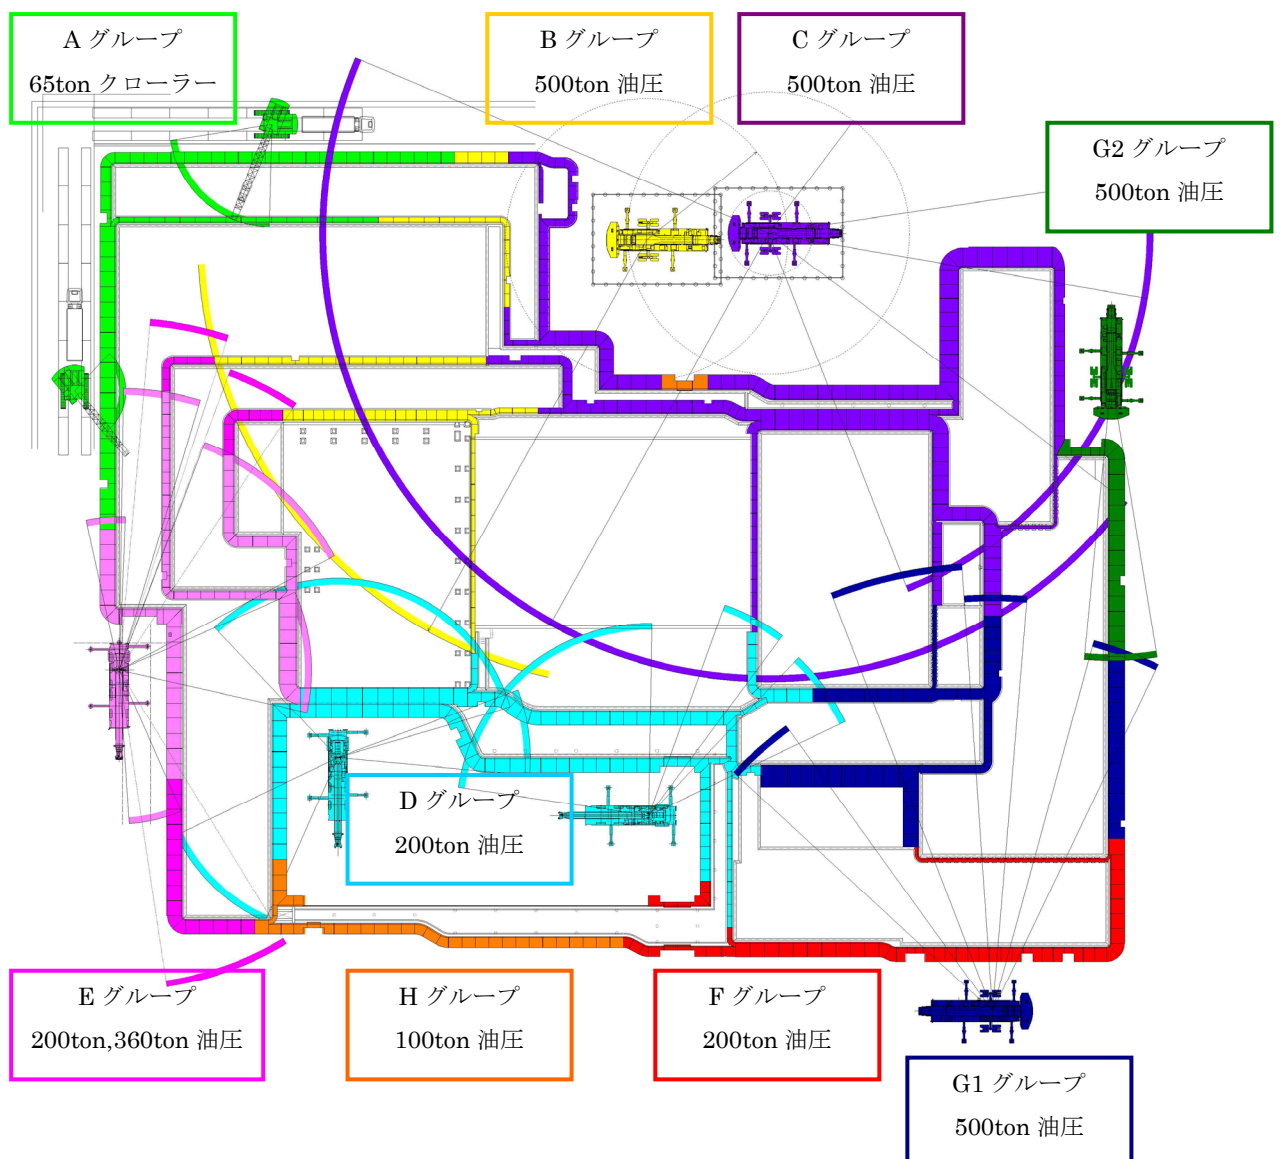 A グループ
65ton クローラー
B グループ
500ton 油圧
C グループ
500ton 油圧
G2 グループ
500ton 油圧
D グループ
200ton 油圧
E グループ
200ton,360ton 油圧
H グループ
100ton 油圧
F グループ
200ton 油圧
G1 グループ
500ton 油圧